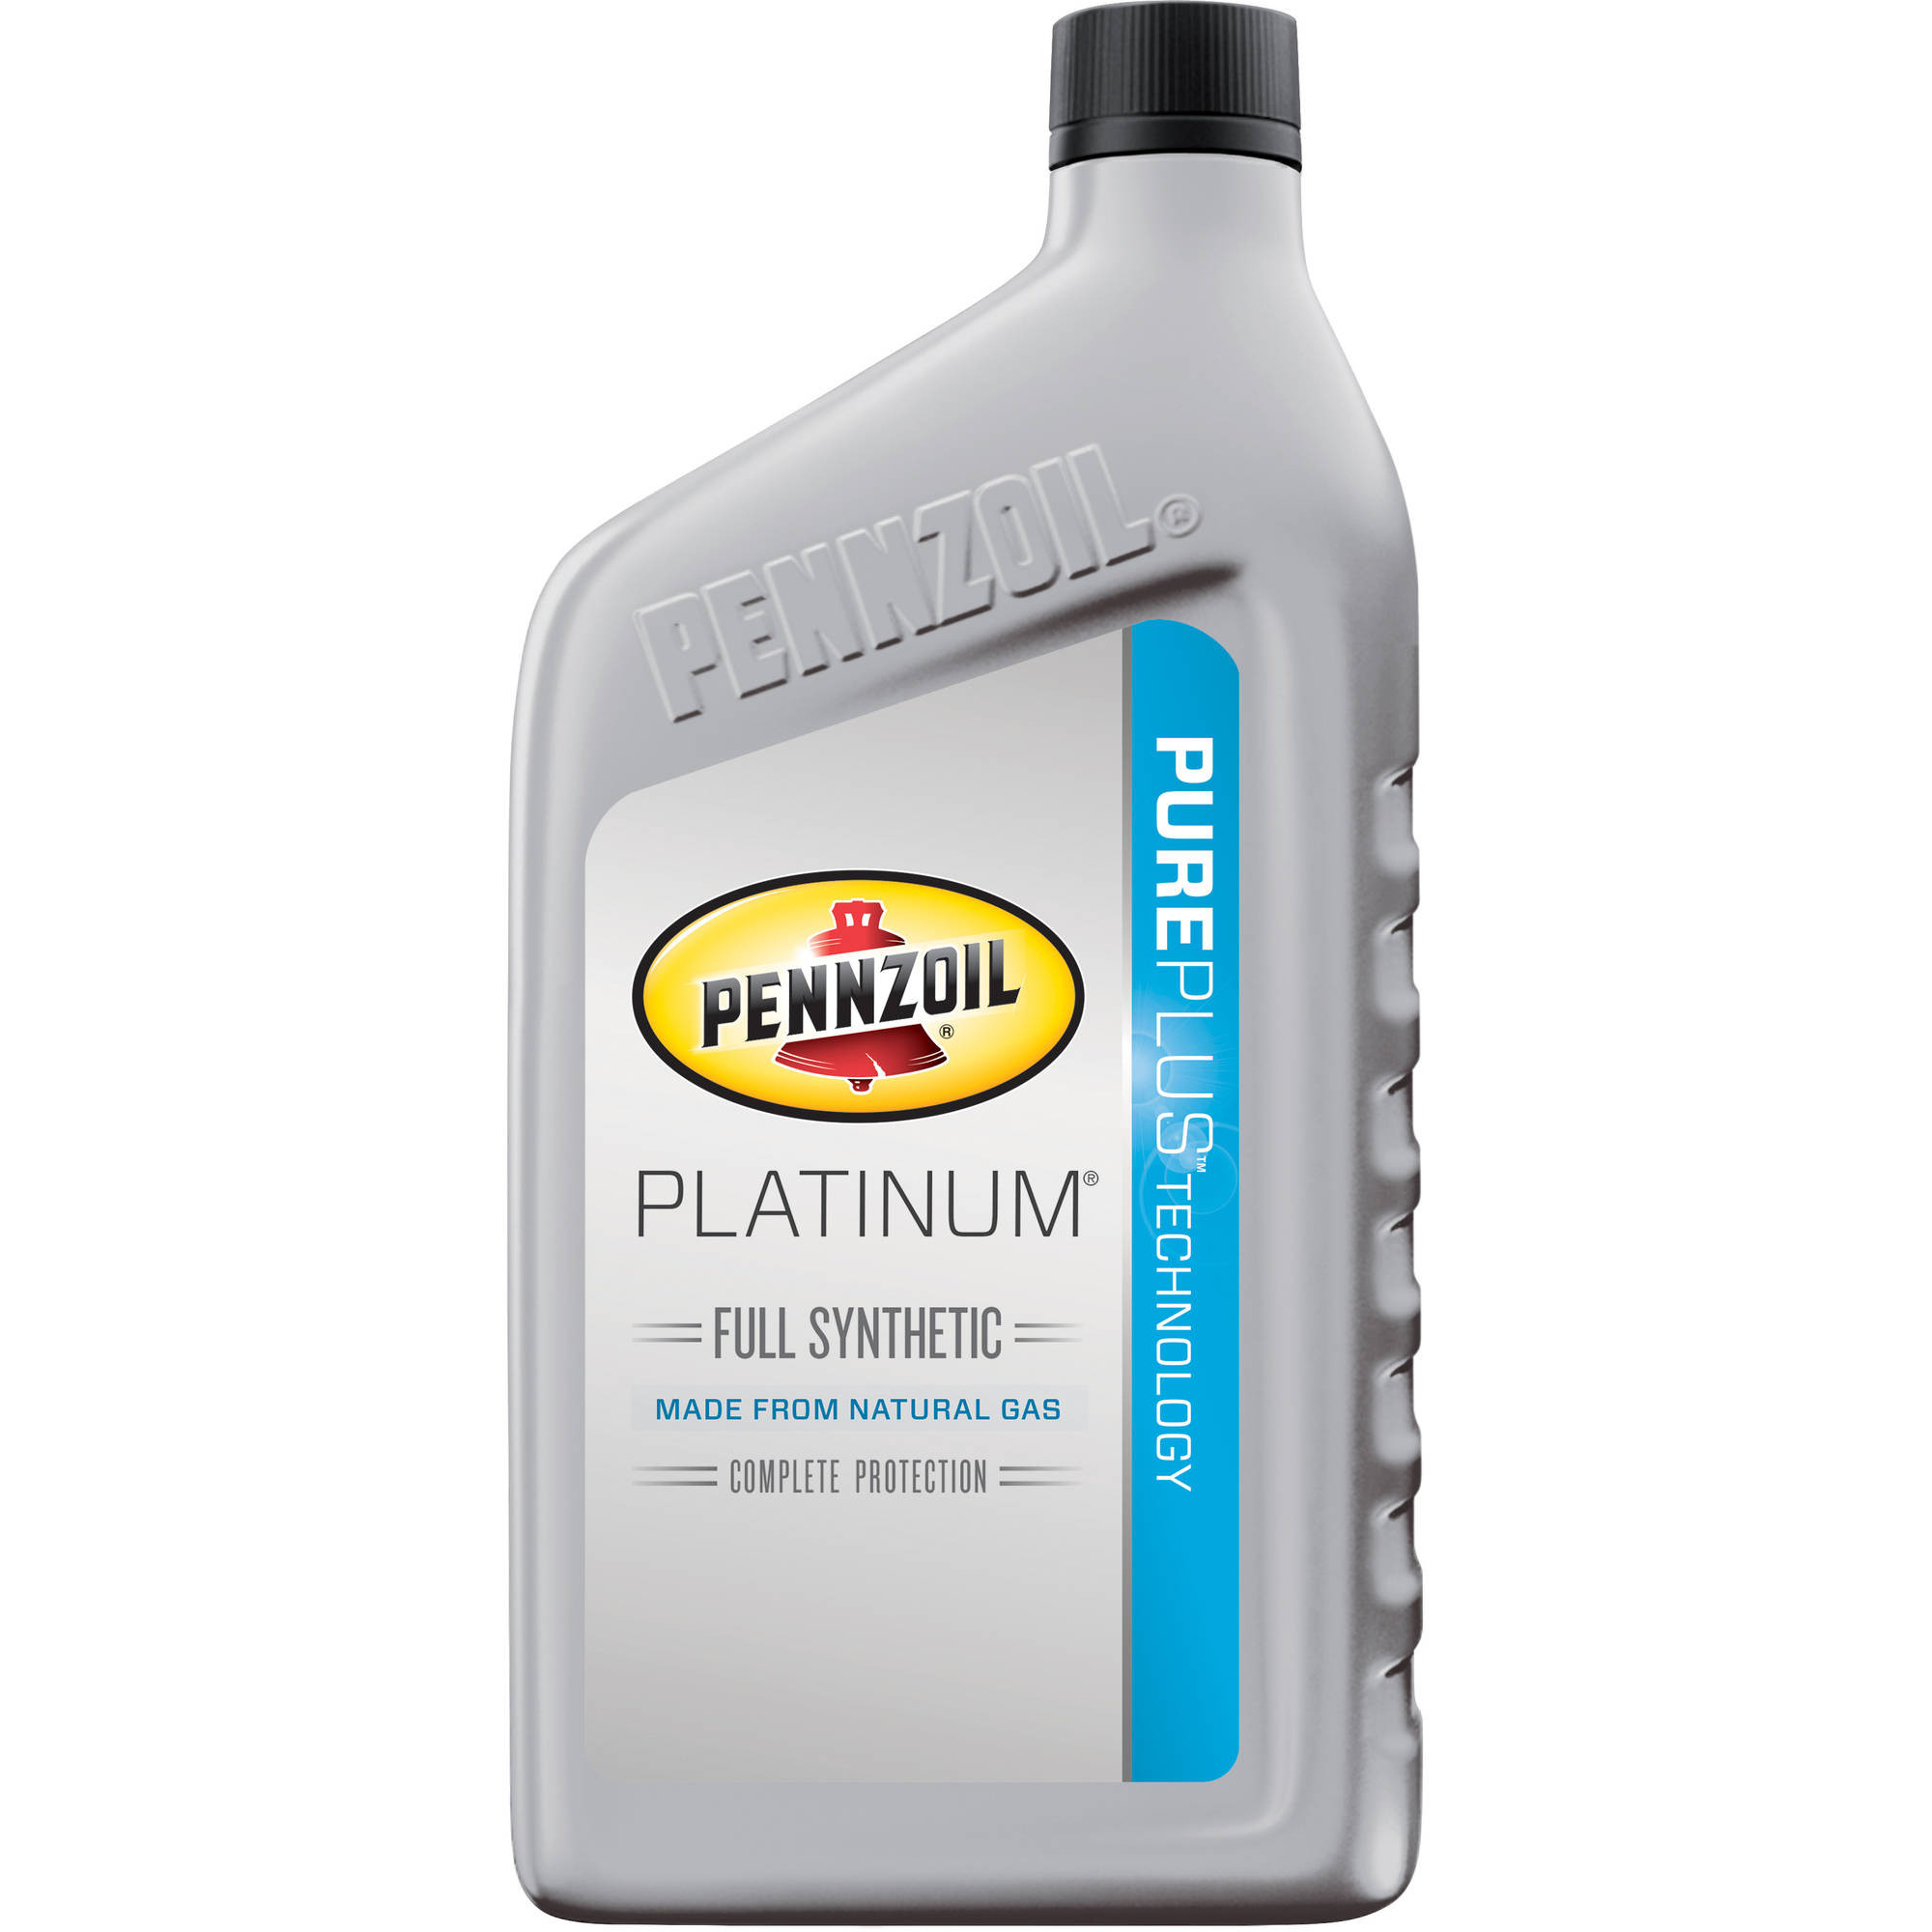 PENNZOIL®
PENNZOIL®
PLATINUM®
FULL SYNTHETIC
MADE FROM NATURAL GAS
COMPLETE PROTECTION
PUREPLUS™ TECHNOLOGY